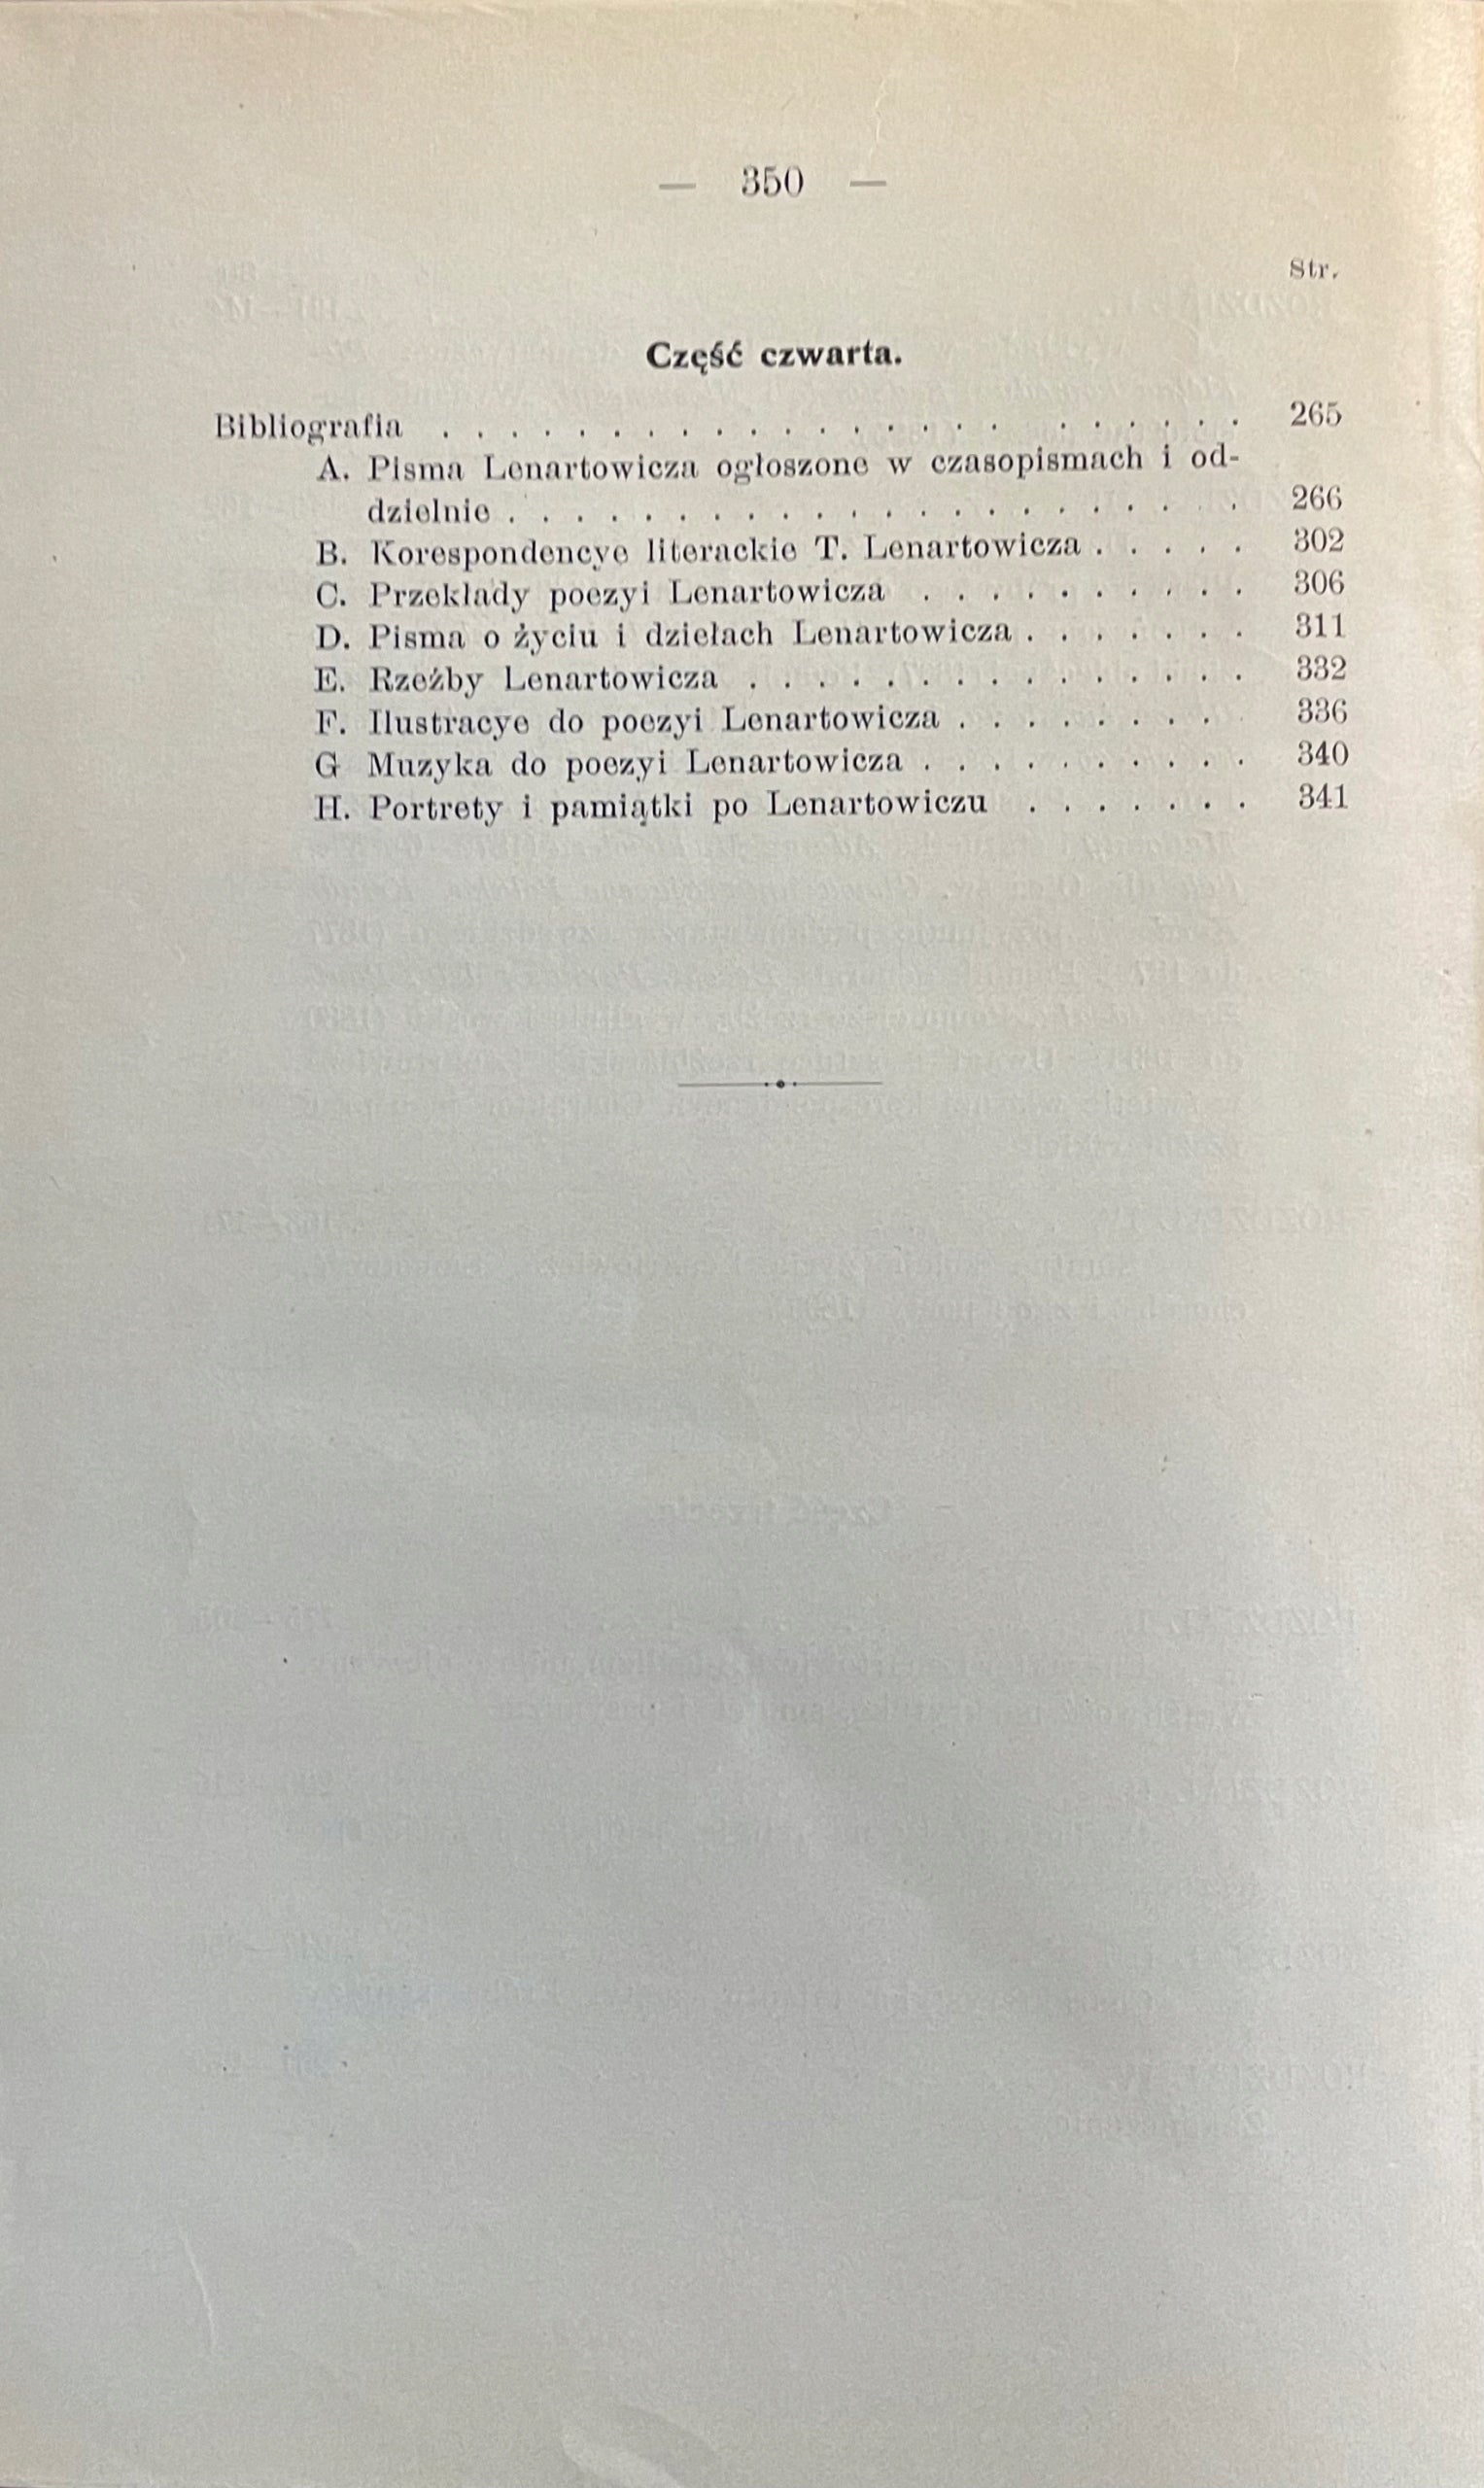 — 350 —
Str.
Część czwarta.
Bibliografia . . . . . . . . . . . . . . . . . . . . . . . 265
A. Pisma Lenartowicza ogłoszone w czasopismach i od-
dzielnie . . . . . . . . . . . . . . . . . . . . . . 266
B. Korespondencye literackie T. Lenartowicza . . . . . 302
C. Przekłady poezyi Lenartowicza . . . . . . . . . . 306
D. Pisma o życiu i dziełach Lenartowicza . . . . . . . 311
E. Rzeźby Lenartowicza . . . . . . . . . . . . . . . 332
F. Ilustracye do poezyi Lenartowicza . . . . . . . . 336
G Muzyka do poezyi Lenartowicza . . . . . . . . . . 340
H. Portrety i pamiątki po Lenartowiczu . . . . . . . 341